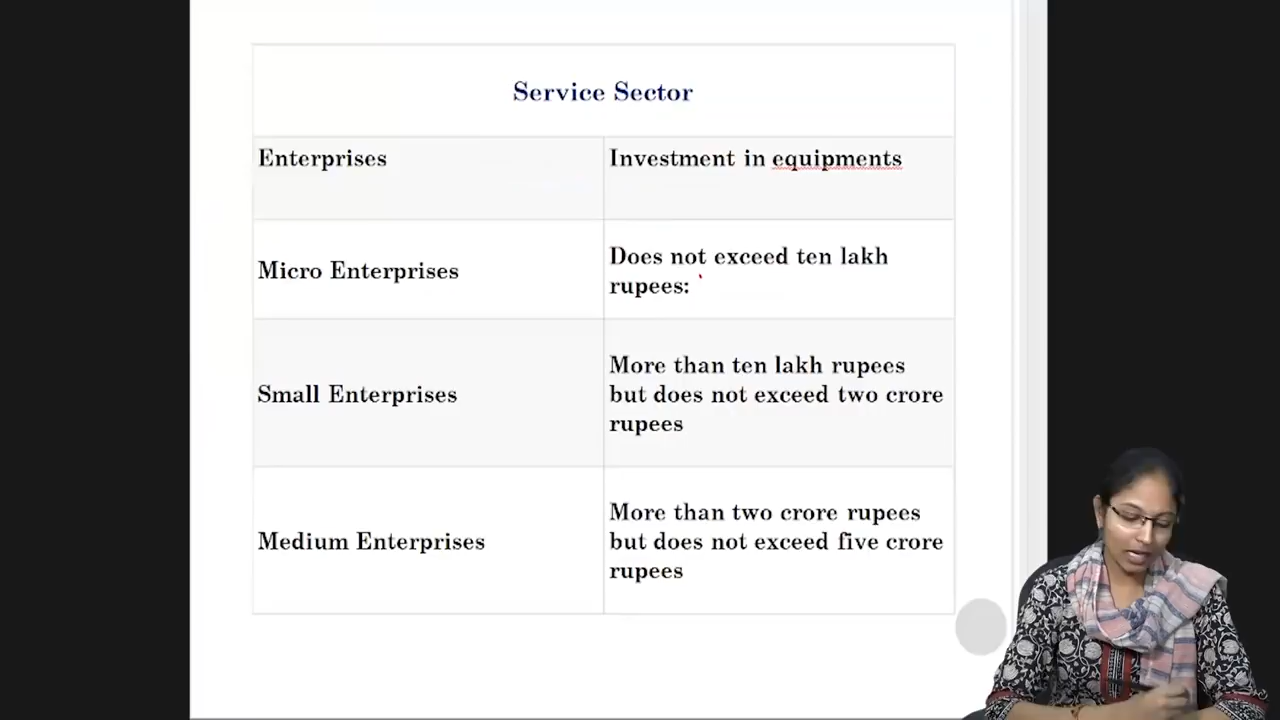 Service Sector
Enterprises
Investment in equipments
Micro Enterprises
Does not exceed ten lakh
rupees:
Small Enterprises
More than ten lakh rupees
but does not exceed two crore
rupees
Medium Enterprises
More than two crore rupees
but does not exceed five crore
rupees